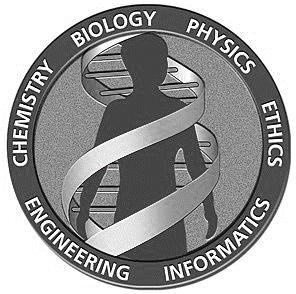 CHEMISTRY BIOLOGY PHYSICS ETHICS
ENGINEERING INFORMATICS